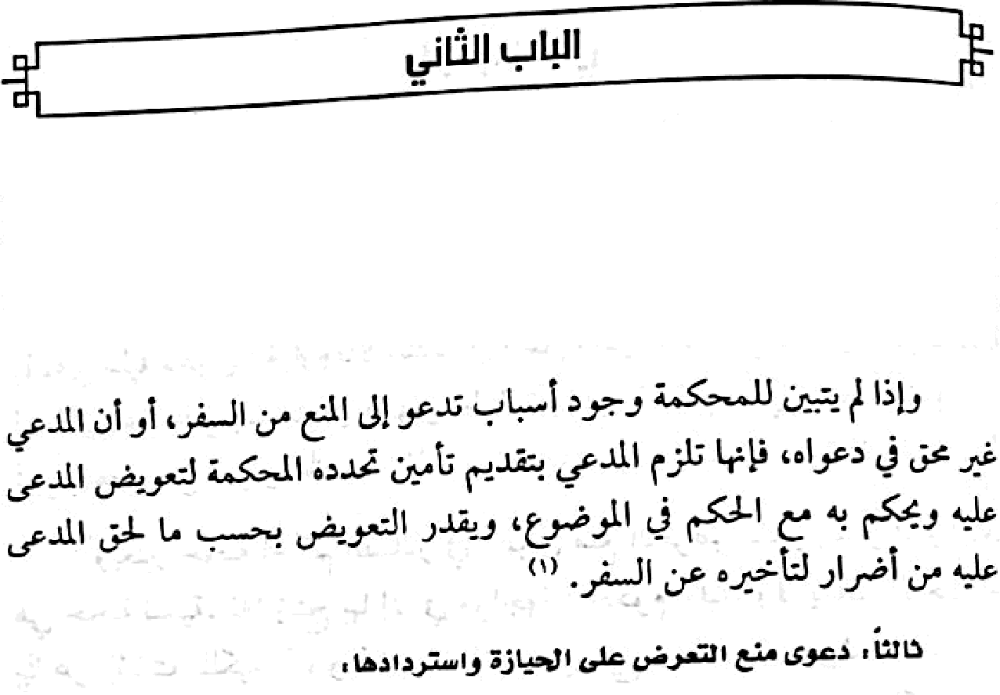 الباب الثاني
وإذا لم يتبين للمحكمة وجود أسباب تدعو إلى المنع من السفر، أو أن المدعي
غير محق في دعواه، فإنها تلزم المدعي بتقديم تأمين تحدده المحكمة لتعويض المدعى
عليه ويحكم به مع الحكم في الموضوع، ويقدر التعويض بحسب ما لحق المدعى
عليه من أضرار لتأخيره عن السفر. (١)
ثالثاً: دعوى منع التعرض على الحيازة واستردادها: